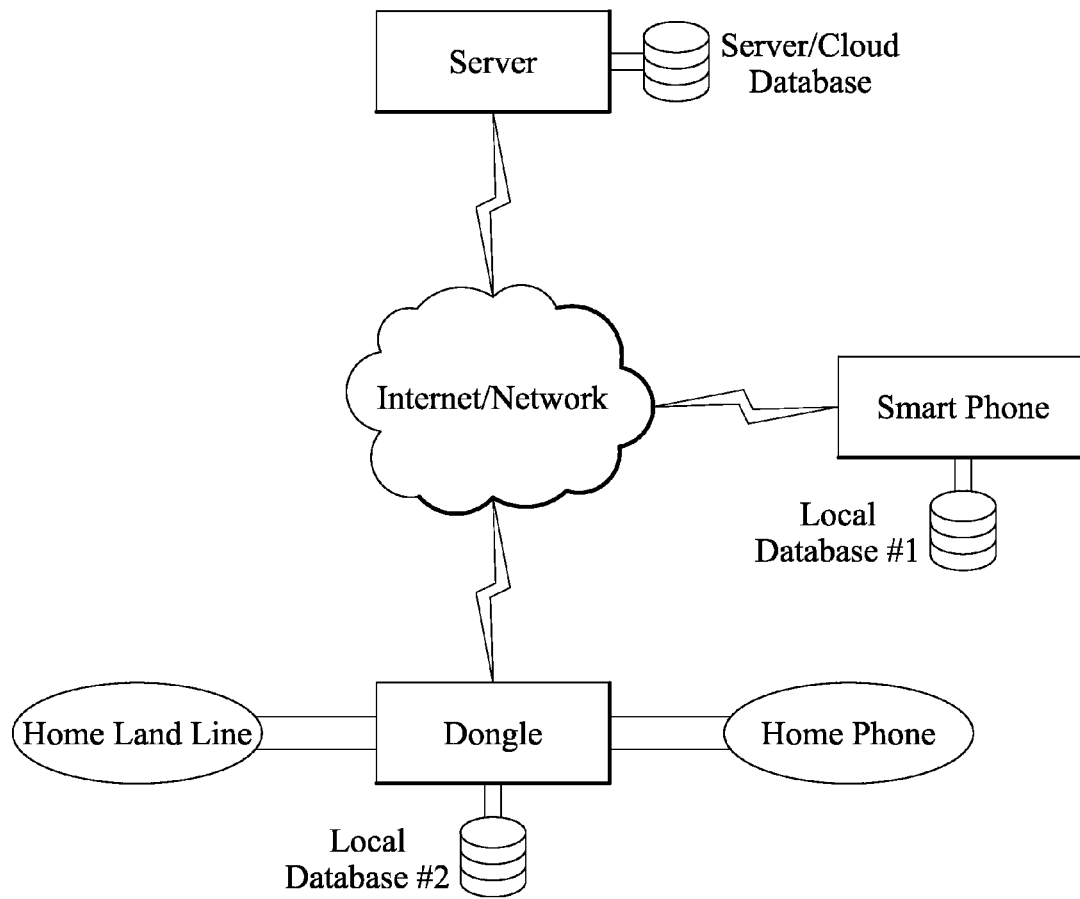 Server
Server/Cloud
Database
Internet/Network
Smart Phone
Local
Database #1
Home Land Line
Dongle
Home Phone
Local
Database #2